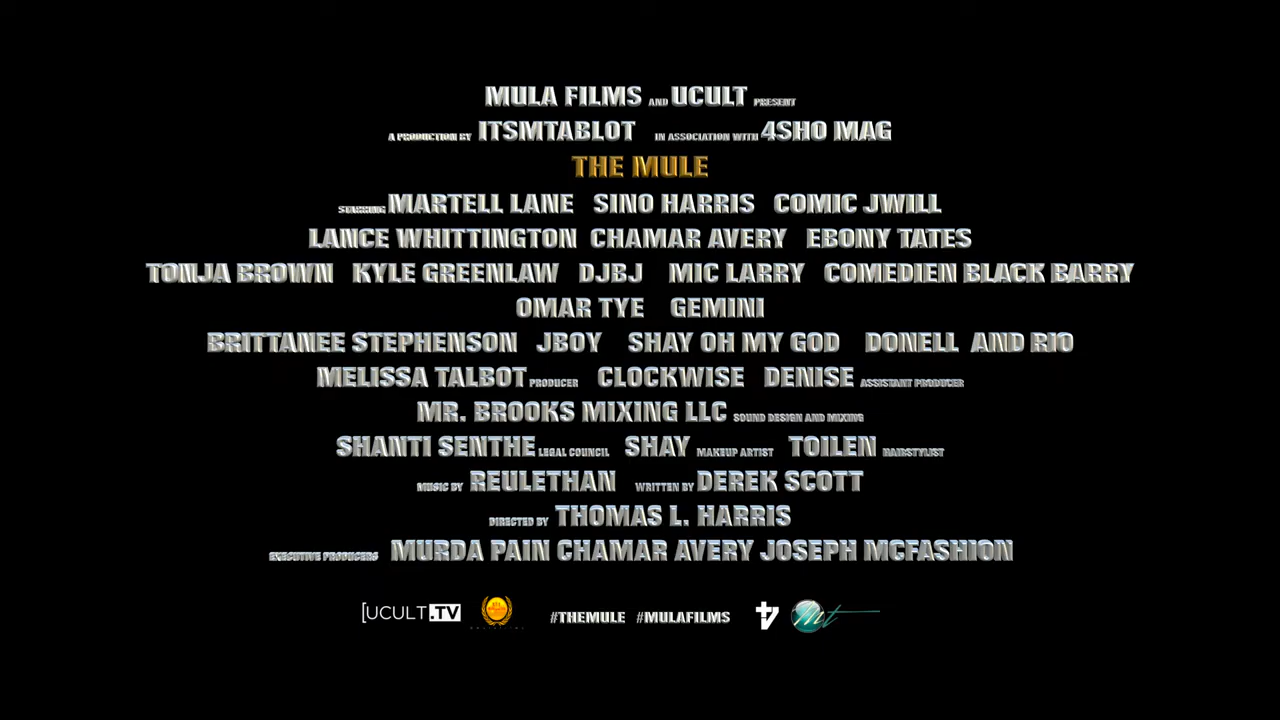 MULA FILMS AND UCULT PRESENT
A PRODUCTION BY ITSMTABLOT IN ASSOCIATION WITH 4SHO MAG
THE MULE
STARRING MARTELL LANE SINO HARRIS COMIC JWILL
LANCE WHITTINGTON CHAMAR AVERY EBONY TATES
TONJA BROWN KYLE GREENLAW DJBJ MIC LARRY COMEDIEN BLACK BARRY
OMAR TYE GEMINI
BRITTANEE STEPHENSON JBOY SHAY OH MY GOD DONELL AND RIO
MELISSA TALBOT PRODUCER CLOCKWISE DENISE ASSISTANT PRODUCER
MR. BROOKS MIXING LLC SOUND DESIGN AND MIXING
SHANTI SENTHE LEGAL COUNCIL SHAY MAKEUP ARTIST TOILEN HAIRSTYLIST
MUSIC BY REULETHAN WRITTEN BY DEREK SCOTT
DIRECTED BY THOMAS L. HARRIS
EXECUTIVE PRODUCERS MURDA PAIN CHAMAR AVERY JOSEPH MCFASHION
[UCULT.TV #THEMULE #MULAFILMS Mt